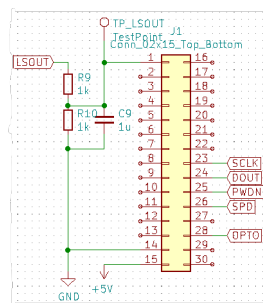 TP_LSOUT
TestPoint
J1
Conn_02x15_Top_Bottom
LSOUT
R9
1k
R10
1k
C9
1u
1 16
2 17
3 18
4 19
5 20
6 21
7 22
8 23 SCLK
9 24 DOUT
10 25 PWDN
11 26 SPD
12 27
13 28 OPTO
14 29
15 30
GND
+5V